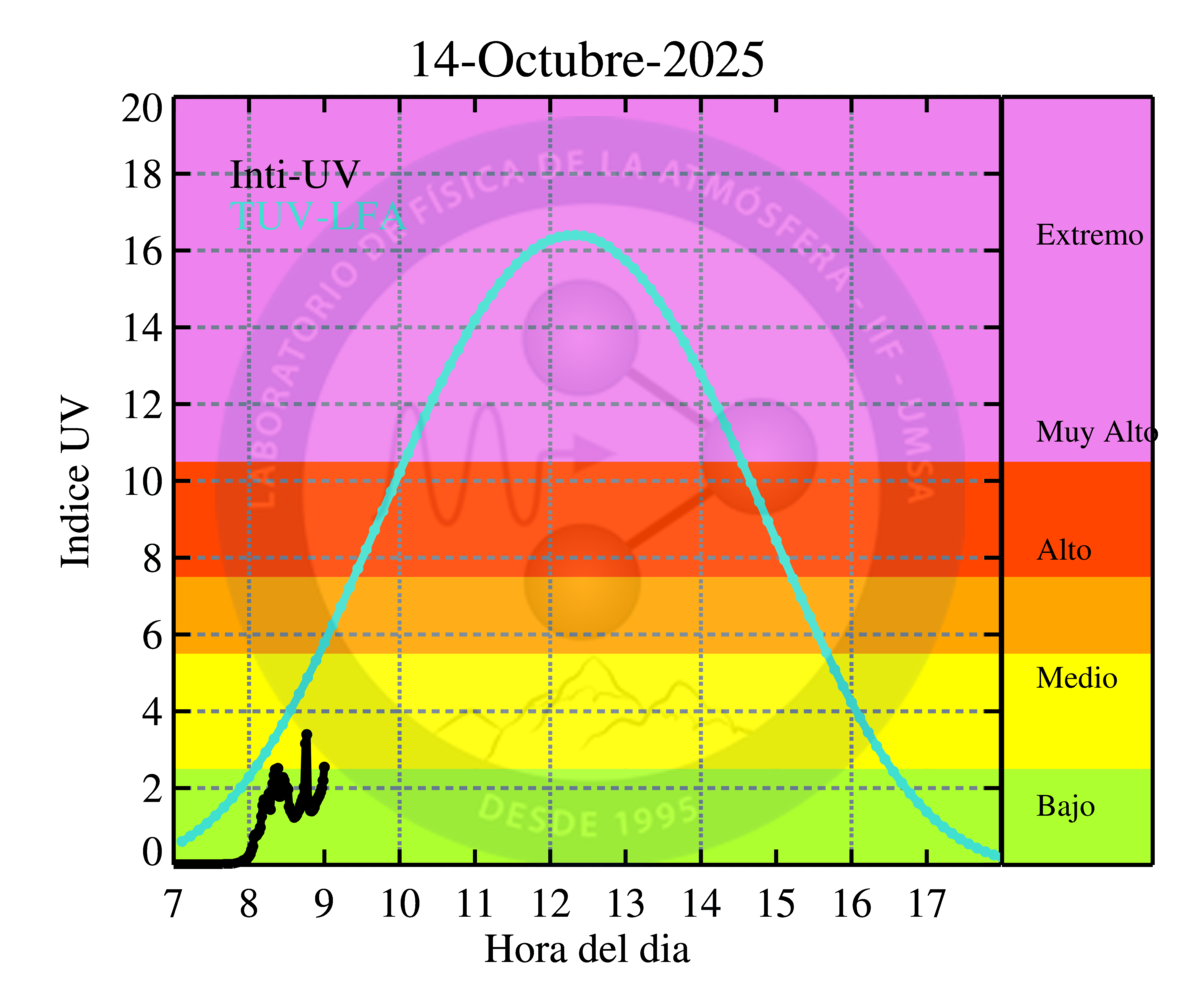 14-Octubre-2025
Indice UV
20
18
16
14
12
10
8
6
4
2
0
Inti-UV
TUV-LFA
LABORATORIO DE FÍSICA DE LA ATMÓSFERA - IIF - UMSA
DESDE 1995
Extremo
Muy Alto
Alto
Medio
Bajo
7 8 9 10 11 12 13 14 15 16 17
Hora del dia